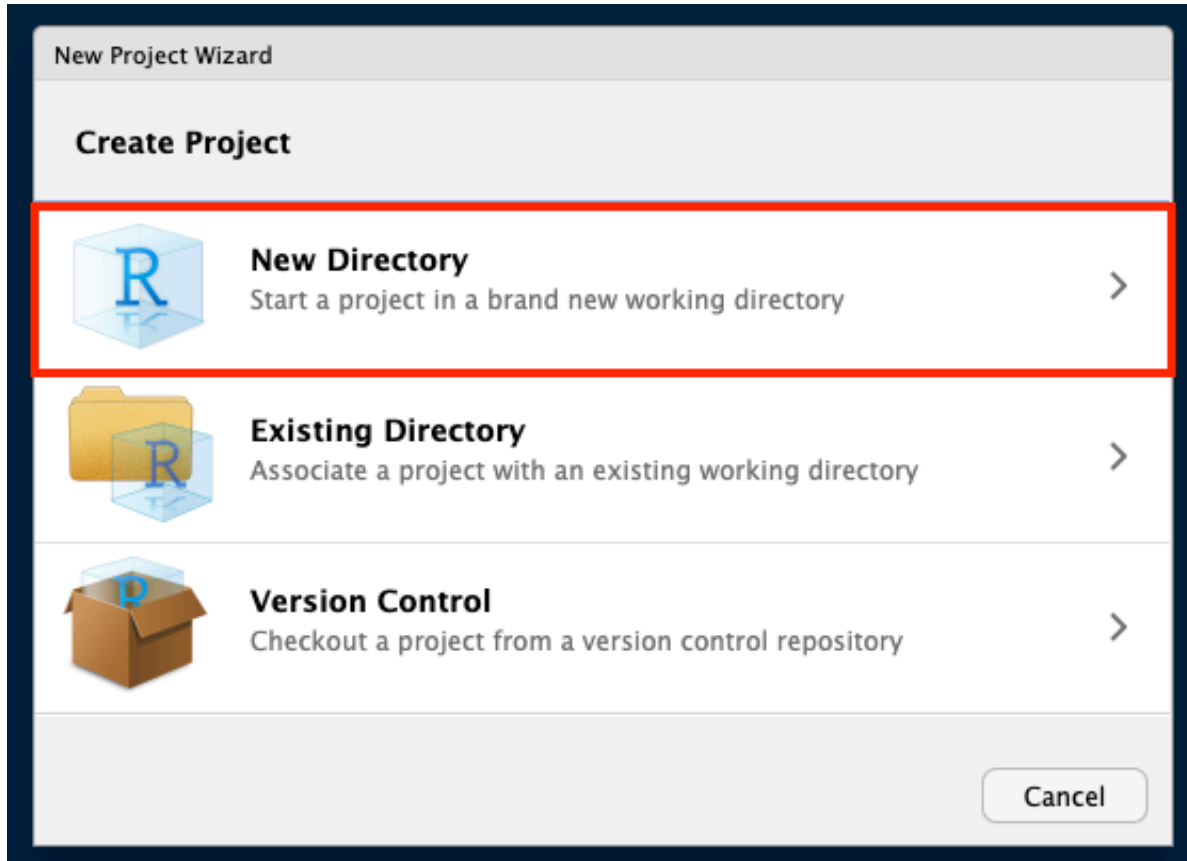 New Project Wizard
Create Project
R
New Directory
Start a project in a brand new working directory
R
Existing Directory
Associate a project with an existing working directory
R
Version Control
Checkout a project from a version control repository
Cancel